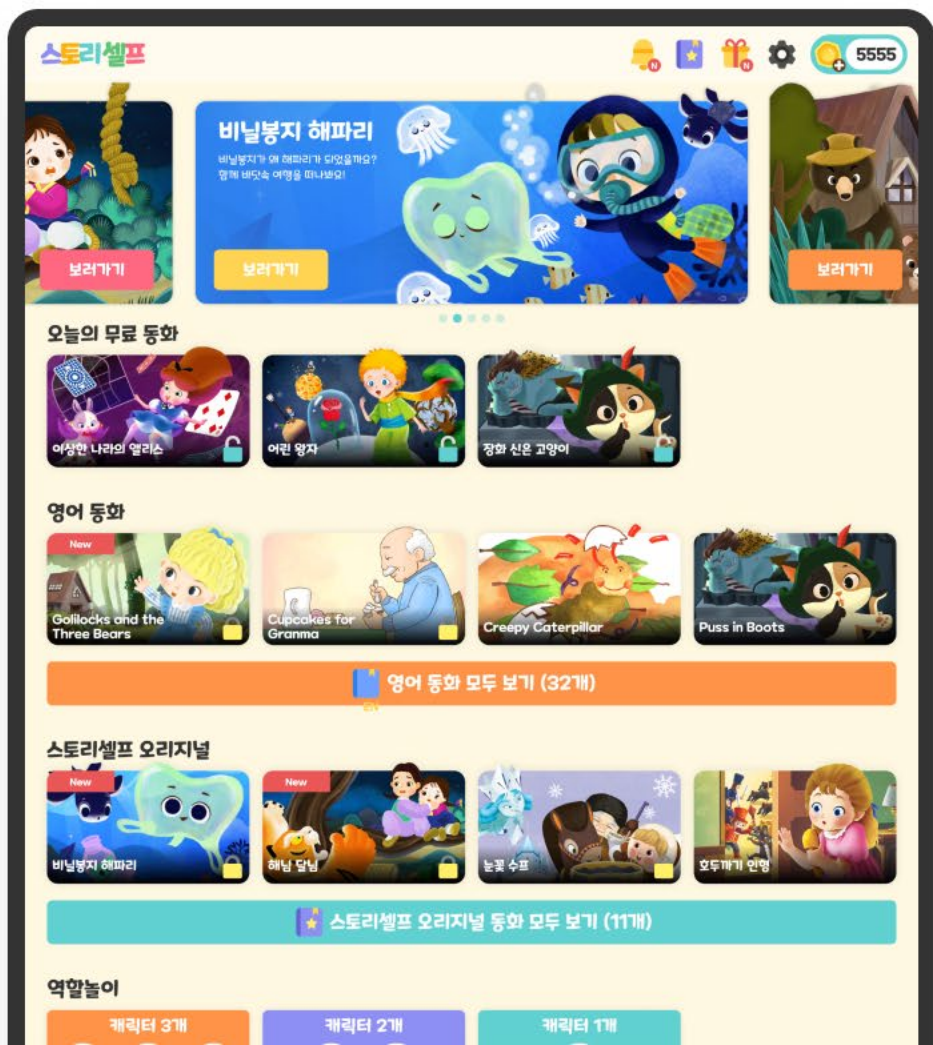 스토리셀프
N
N
5555
비닐봉지 해파리
비닐봉지가 왜 해파리가 되었을까요?
함께 바닷속 여행을 떠나봐요!
보러가기
보러가기
보러가기
오늘의 무료 동화
이상한 나라의 앨리스
어린 왕자
장화 신은 고양이
영어 동화
New
Golilocks and the
Three Bears
Cupcakes for
Granma
Creepy Caterpillar
Puss in Boots
영어 동화 모두 보기 (32개)
EN
스토리셀프 오리지널
New
비닐봉지 해파리
New
해님 달님
눈꽃 수프
호두까기 인형
스토리셀프 오리지널 동화 모두 보기 (11개)
역할놀이
캐릭터 3개
캐릭터 2개
캐릭터 1개